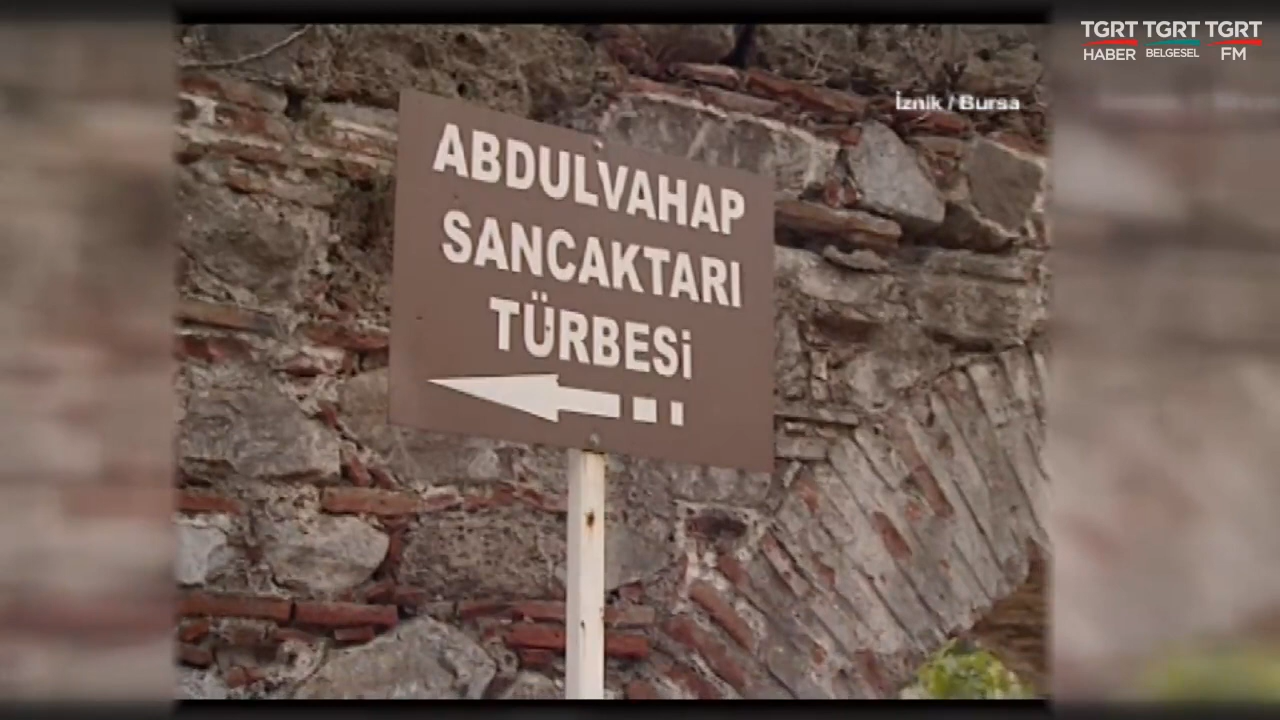 TGRT TGRT TGRT
HABER BELGESEL FM
İznik / Bursa
ABDULVAHAP
SANCAKTARI
TÜRBESİ